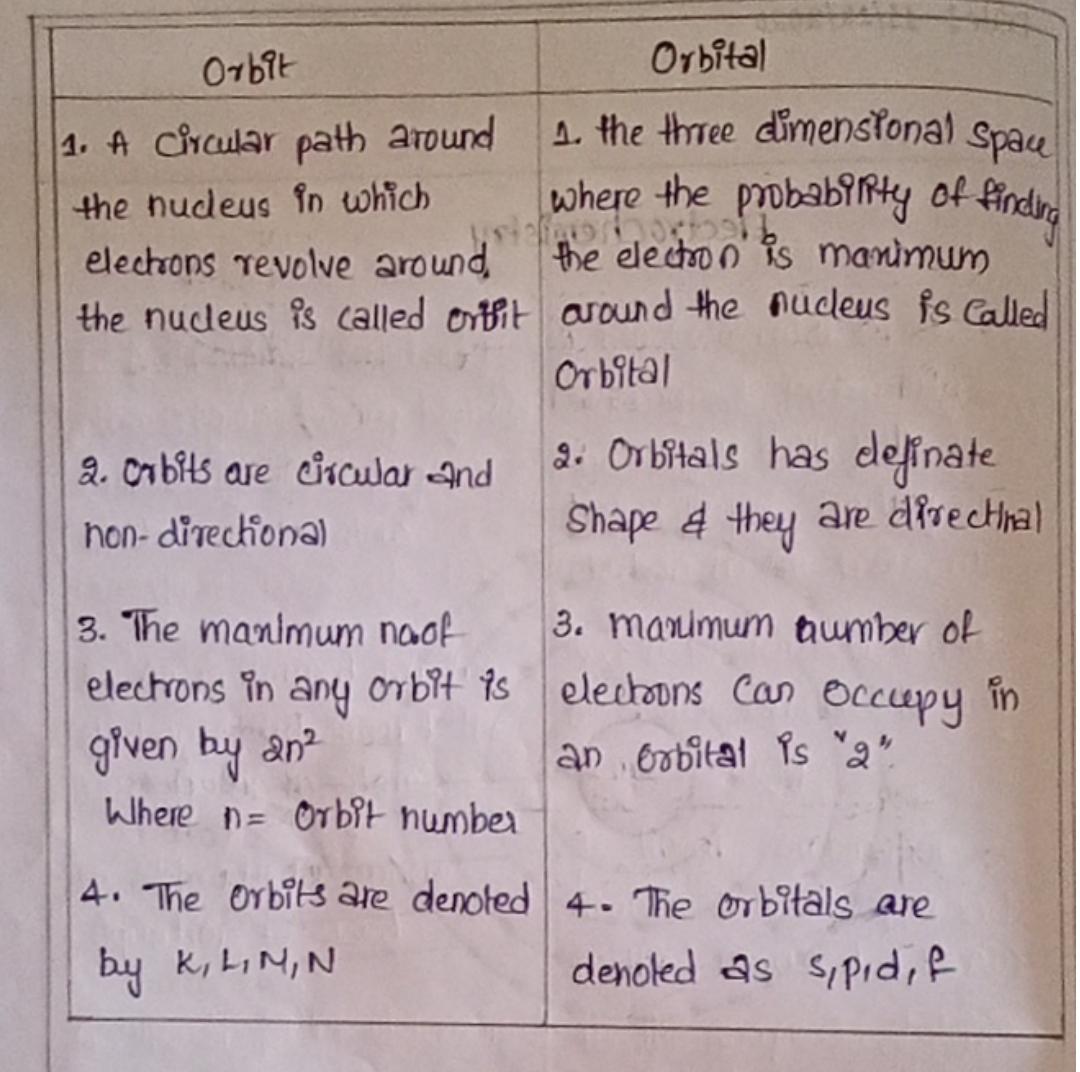 Orbit
1. A Circular path around
the nucleus in which
electrons revolve around
the nucleus is called orbit
2. orbits are circular and
non-directional
3. The maximum no.of
electrons in any orbit is
given by 2n²
Where n= Orbit number
4. The orbits are denoted
by K, L, M, N
Orbital
1. the three dimensional space
where the probability of finding
the electron is maximum
around the nucleus is Called
Orbital
2. Orbitals has definate
Shape & they are directinal
3. maximum number of
electrons Can occupy in
an orbital is "2".
4. The orbitals are
denoted as s, p, d, f